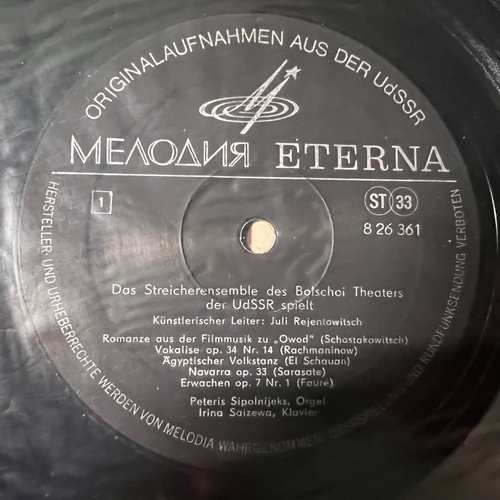 ORIGINALAUFNAHMEN AUS DER UdSSR
МЕЛОДИЯ ETERNA
1
ST 33
8 26 361
Das Streicherensemble des Bolschoi Theaters
der UdSSR spielt
Künstlerischer Leiter: Juli Rejentowitsch
Romanze aus der Filmmusik zu „Owod" (Schostakowitsch)
Vokalise op. 34 Nr. 14 (Rachmaninow)
Ägyptischer Volkstanz (El Schauan)
Navarra op. 33 (Sarasate)
Erwachen op. 7 Nr. 1 (Faure)
Peteris Sipolnijeks, Orgel
Irina Saizewa, Klavier
HERSTELLER- UND URHEBERRECHTE WERDEN VON MELODIA WAHRGENOMMEN UND RUNDFUNKSENDUNG VERBOTEN